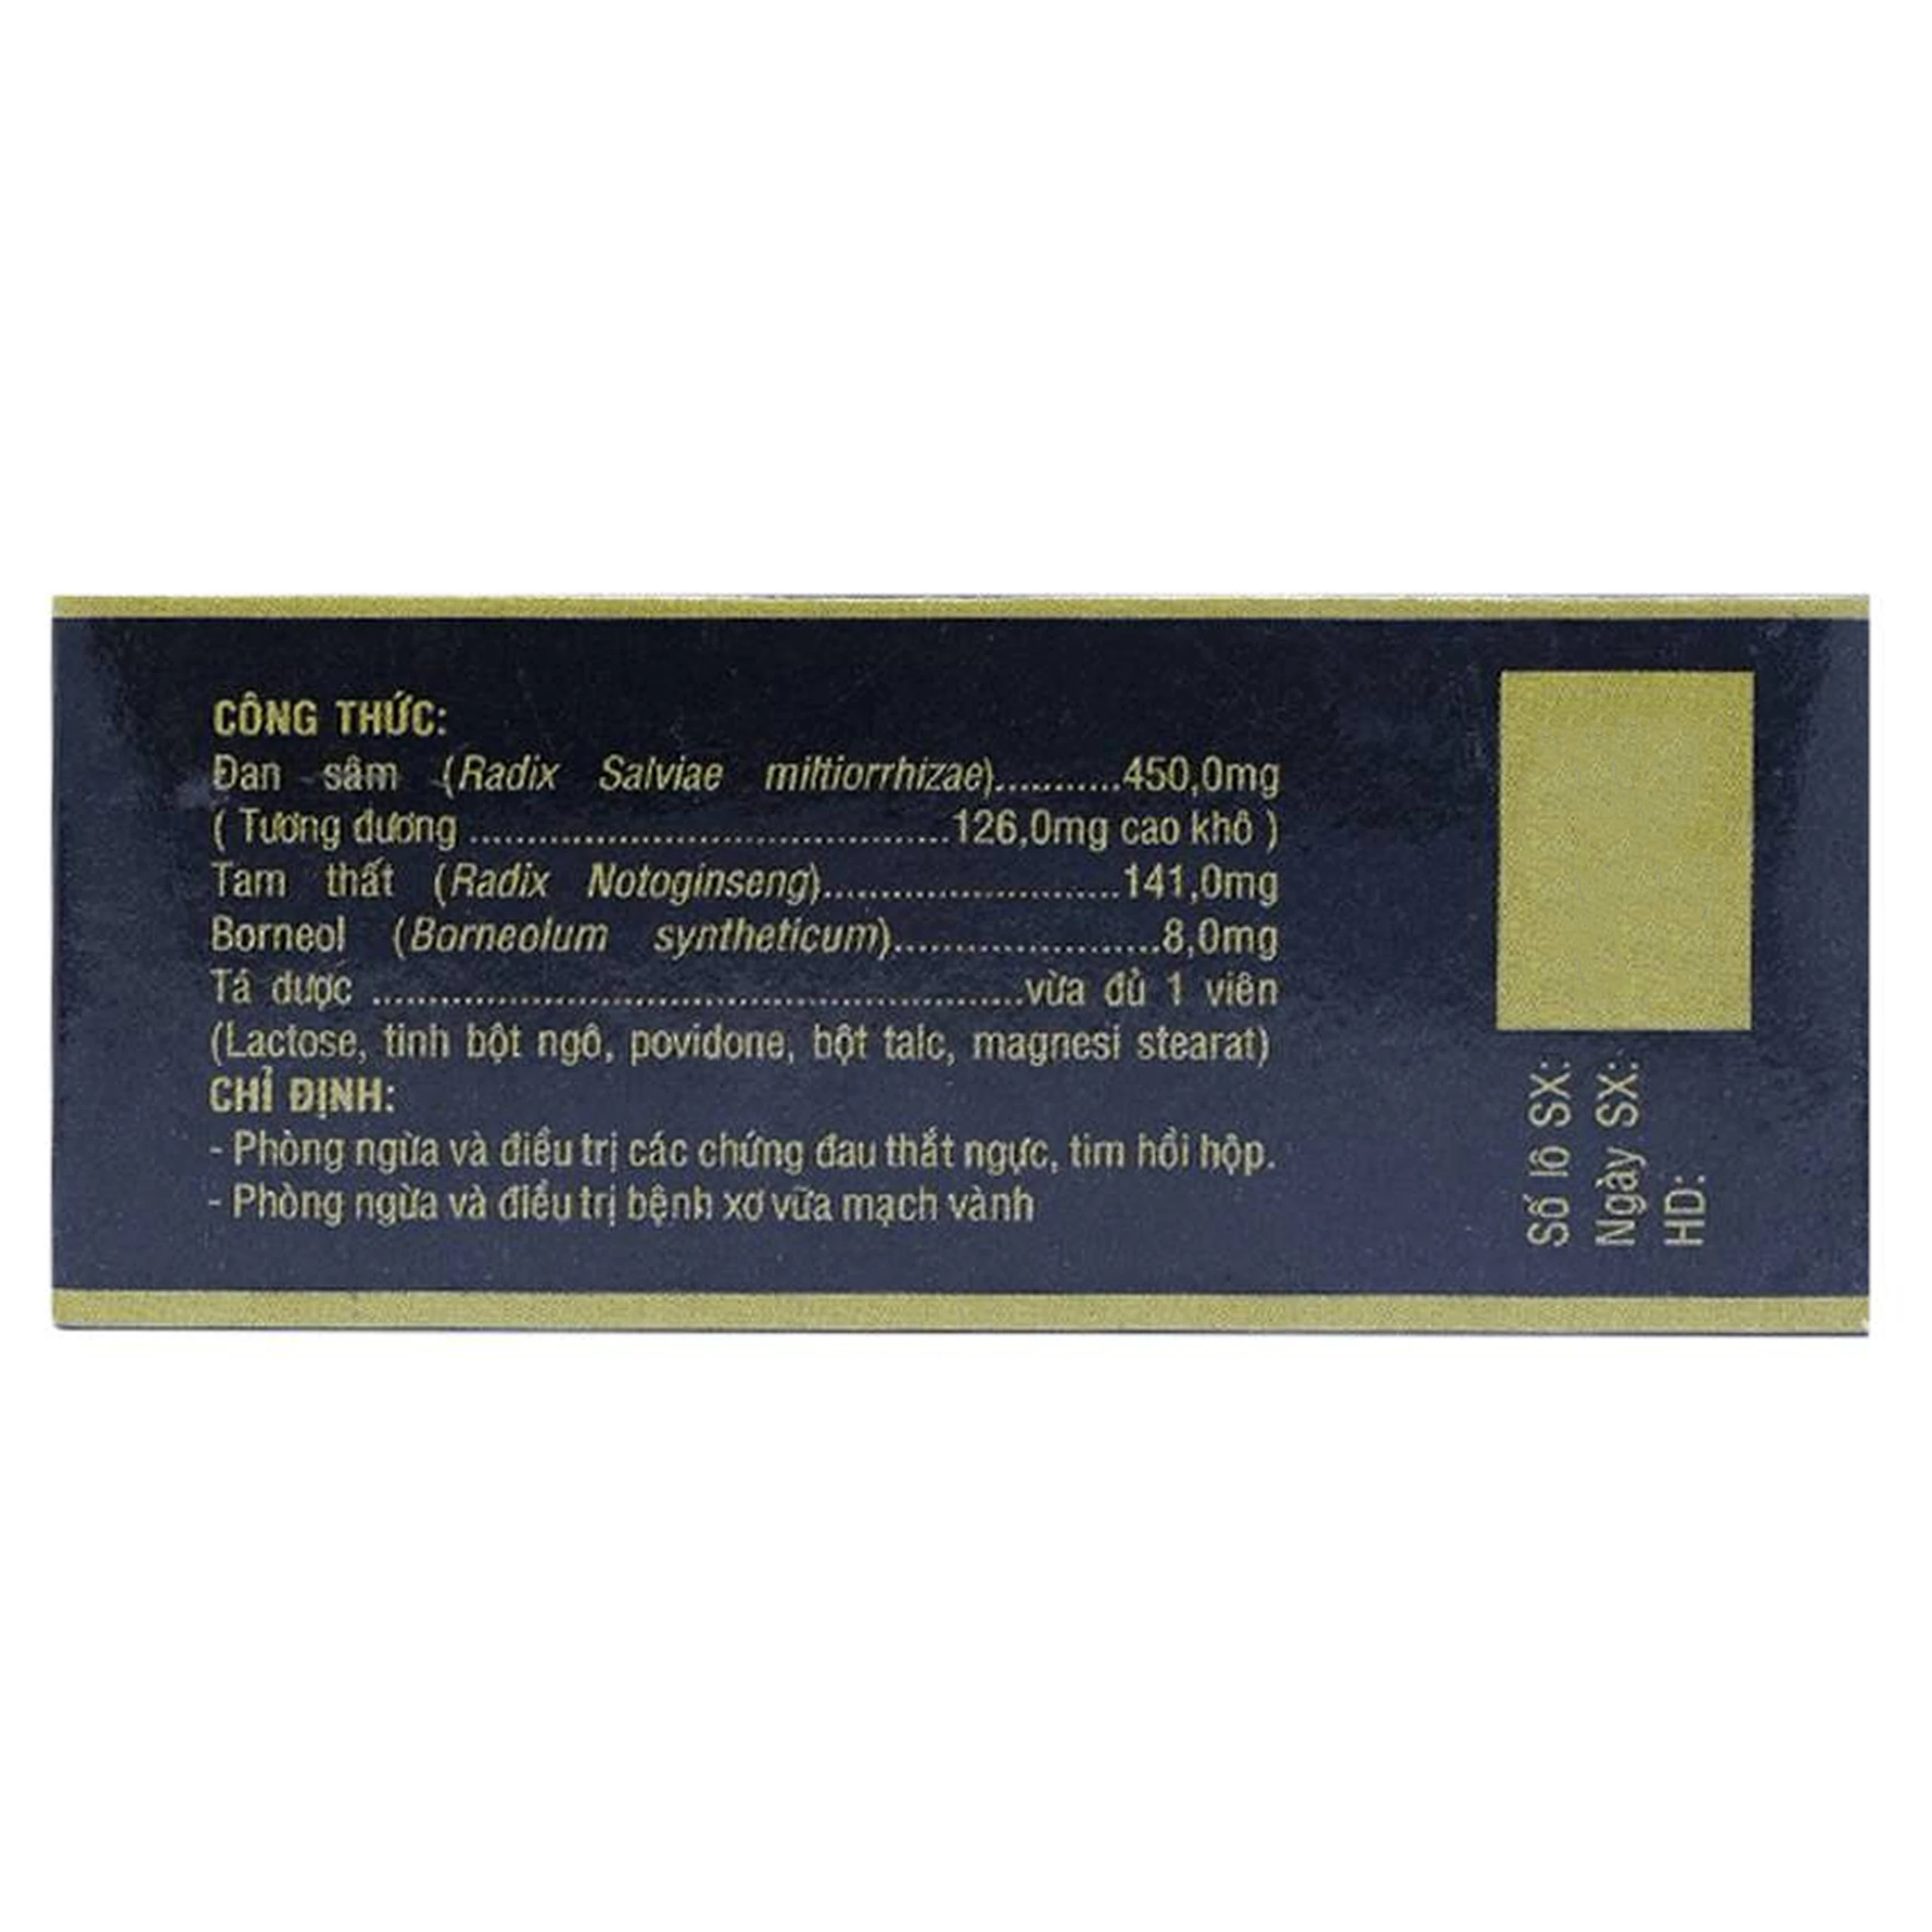 CÔNG THỨC:
Đan sâm (Radix Salviae miltiorrhizae)...........450,0mg
( Tương đương ..........................................126,0mg cao khô )
Tam thất (Radix Notoginseng)..........................141,0mg
Borneol (Borneolum syntheticum).......................8,0mg
Tá dược .........................................................vừa đủ 1 viên
(Lactose, tinh bột ngô, povidone, bột talc, magnesi stearat)
CHỈ ĐỊNH:
- Phòng ngừa và điều trị các chứng đau thắt ngực, tim hồi hộp.
- Phòng ngừa và điều trị bệnh xơ vữa mạch vành
Số lô SX:
Ngày SX:
HD: